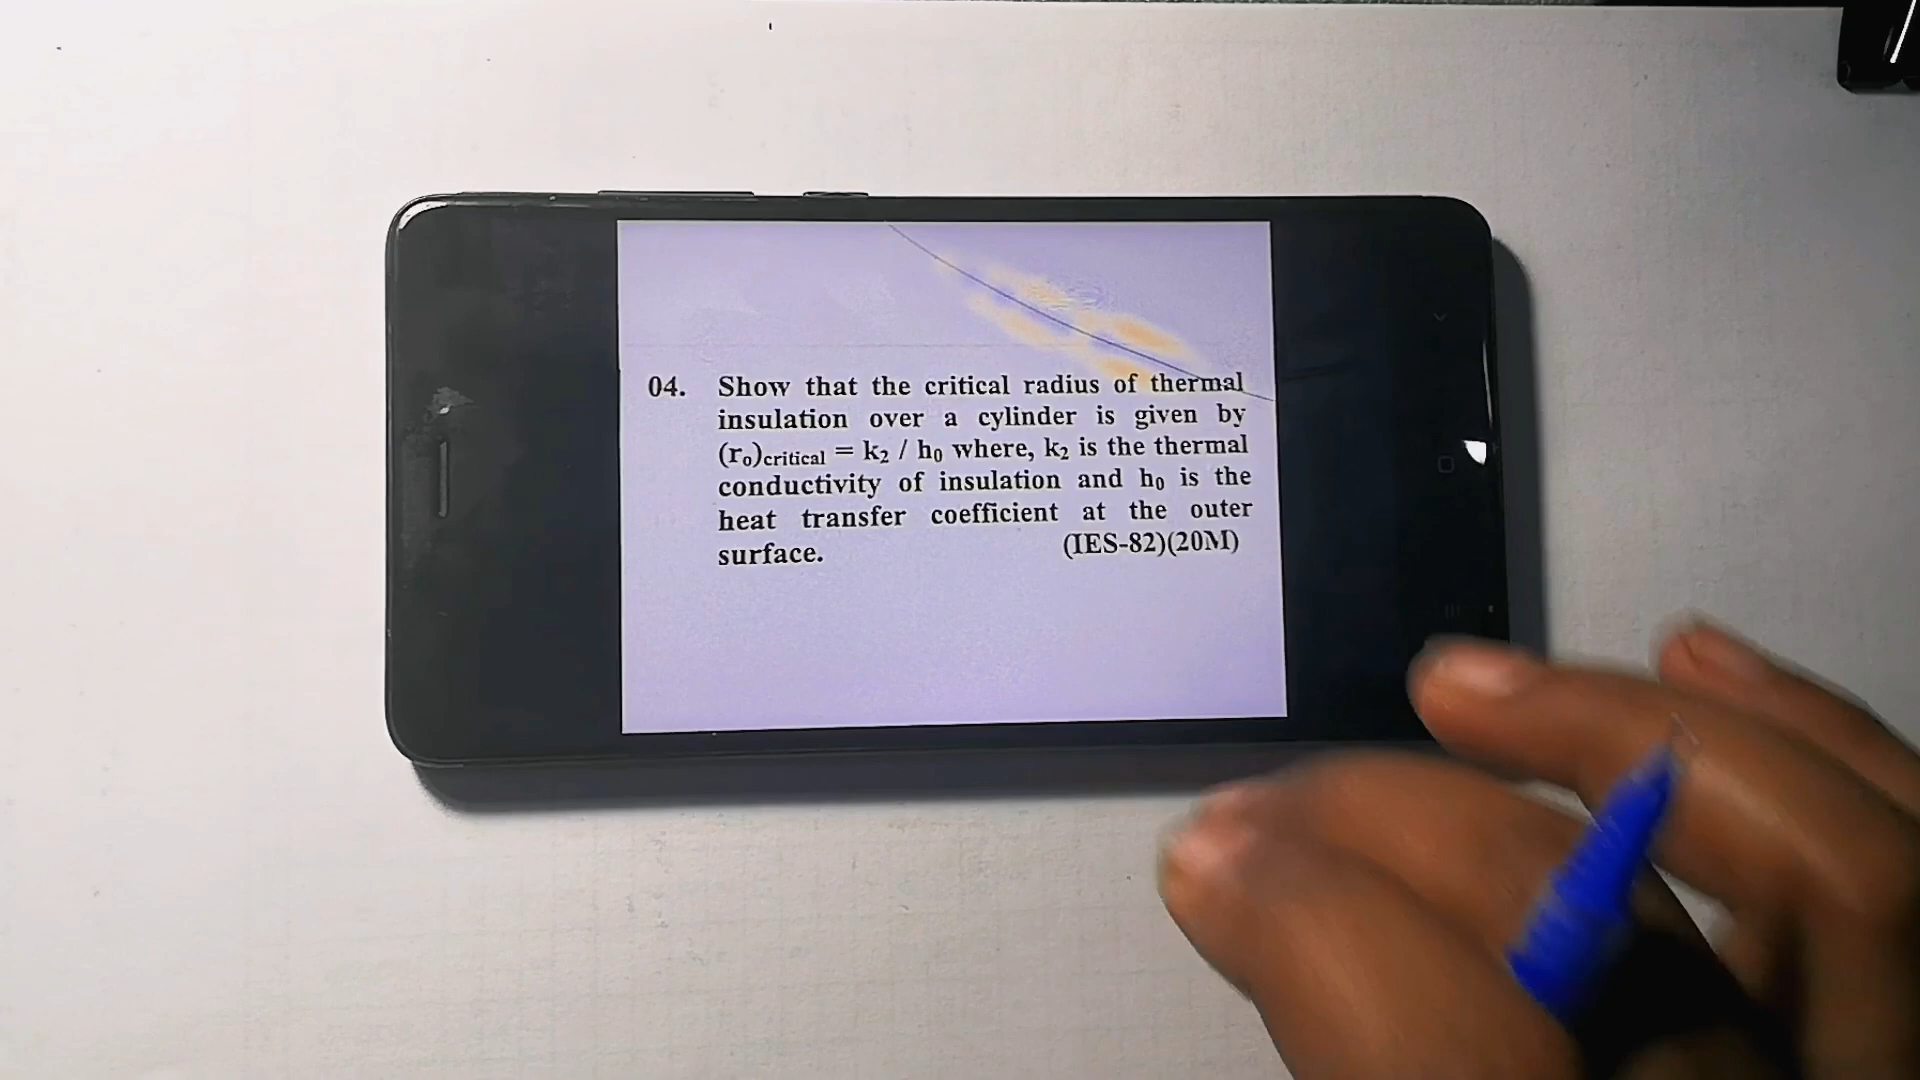 04. Show that the critical radius of thermal
insulation over a cylinder is given by
(r₀)critical = k₂ / h₀ where, k₂ is the thermal
conductivity of insulation and h₀ is the
heat transfer coefficient at the outer
surface. (IES-82)(20M)